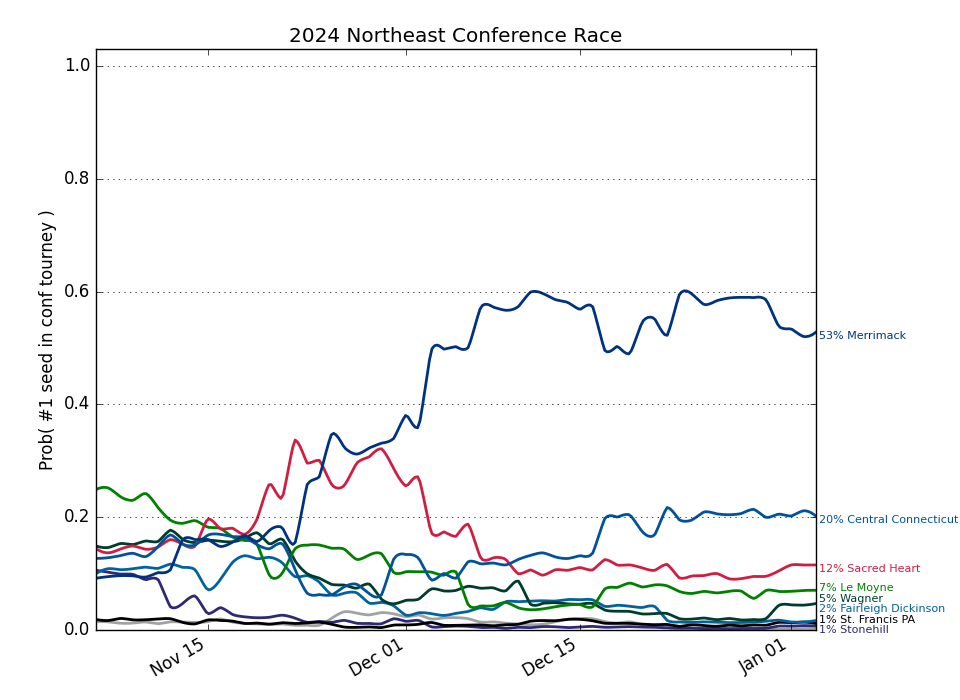 2024 Northeast Conference Race
Prob( #1 seed in conf tourney )
1.0
0.8
0.6
0.4
0.2
0.0
Nov 15
Dec 01
Dec 15
Jan 01
53% Merrimack
20% Central Connecticut
12% Sacred Heart
7% Le Moyne
5% Wagner
2% Fairleigh Dickinson
1% St. Francis PA
1% Stonehill